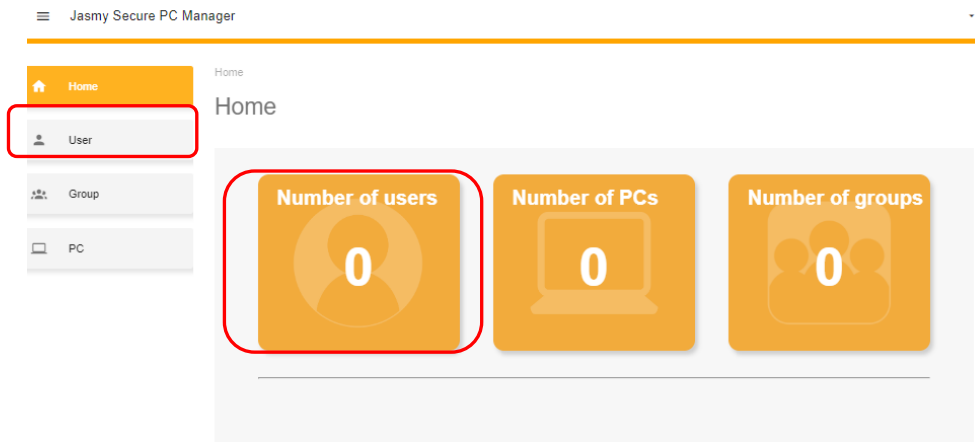 Jasmy Secure PC Manager
Home
User
Group
PC
Home
Home
Number of users
0
Number of PCs
0
Number of groups
0